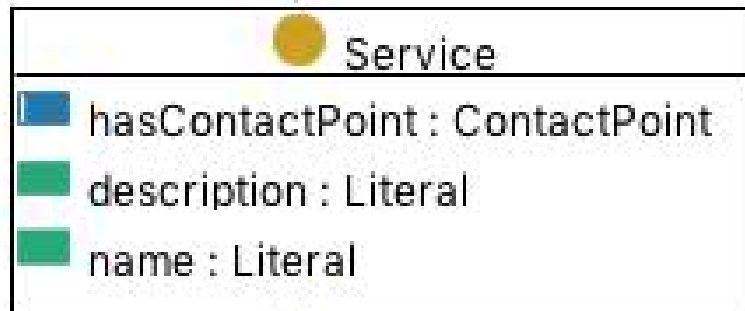 Service
hasContactPoint : ContactPoint
description : Literal
name : Literal